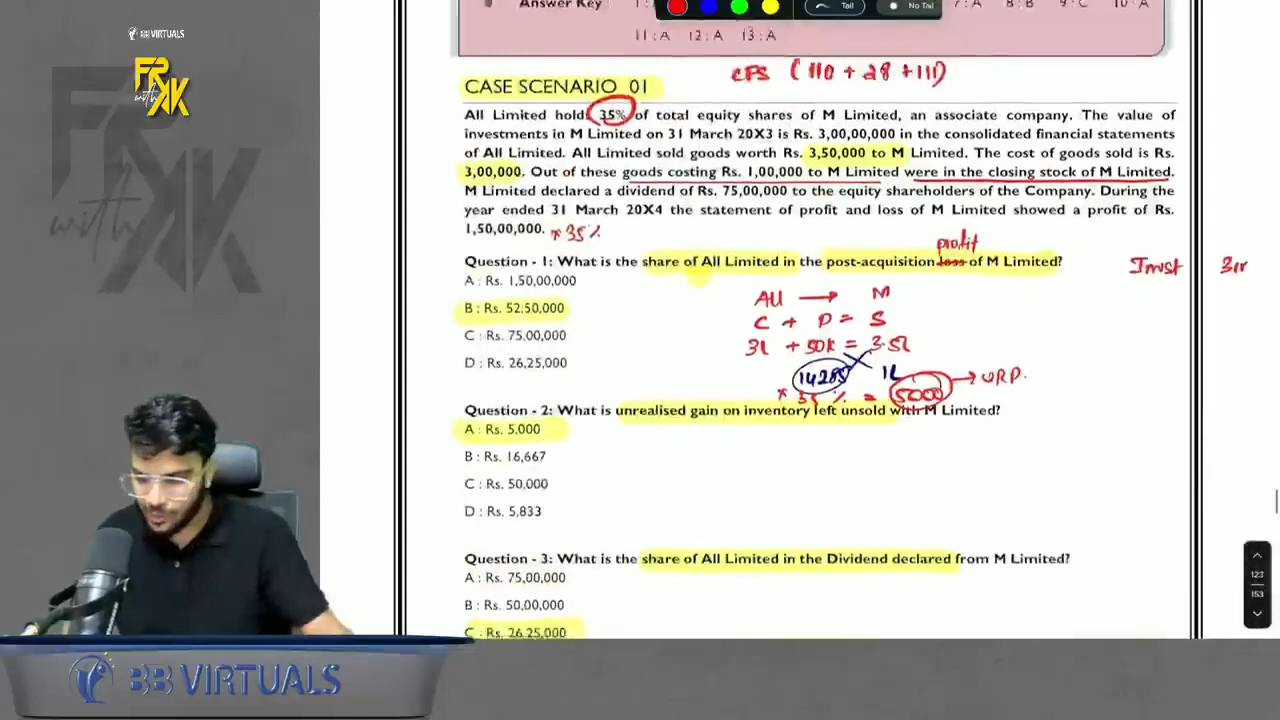 BB VIRTUALS
FR
with AK
Answer Key
Tail
No Tail
7 : A 8 : B 9 : C 10 : A
11 : A 12 : A 13 : A
CFS (110 + 28 + 111)
CASE SCENARIO 01
All Limited holds 35% of total equity shares of M Limited, an associate company. The value of
investments in M Limited on 31 March 20X3 is Rs. 3,00,00,000 in the consolidated financial statements
of All Limited. All Limited sold goods worth Rs. 3,50,000 to M Limited. The cost of goods sold is Rs.
3,00,000. Out of these goods costing Rs. 1,00,000 to M Limited were in the closing stock of M Limited.
M Limited declared a dividend of Rs. 75,00,000 to the equity shareholders of the Company. During the
year ended 31 March 20X4 the statement of profit and loss of M Limited showed a profit of Rs.
1,50,00,000. * 35%
profit
Question - 1: What is the share of All Limited in the post-acquisition loss of M Limited?
A : Rs. 1,50,00,000
B : Rs. 52,50,000
C : Rs. 75,00,000
D : Rs. 26,25,000
All → M
C + P = S
3L + 50K = 3.5L
14285 1L
* 35 % = 5000 → URP.
Question - 2: What is unrealised gain on inventory left unsold with M Limited?
A : Rs. 5,000
B : Rs. 16,667
C : Rs. 50,000
D : Rs. 5,833
Question - 3: What is the share of All Limited in the Dividend declared from M Limited?
A : Rs. 75,00,000
B : Rs. 50,00,000
C : Rs. 26,25,000
123
153
BB VIRTUALS